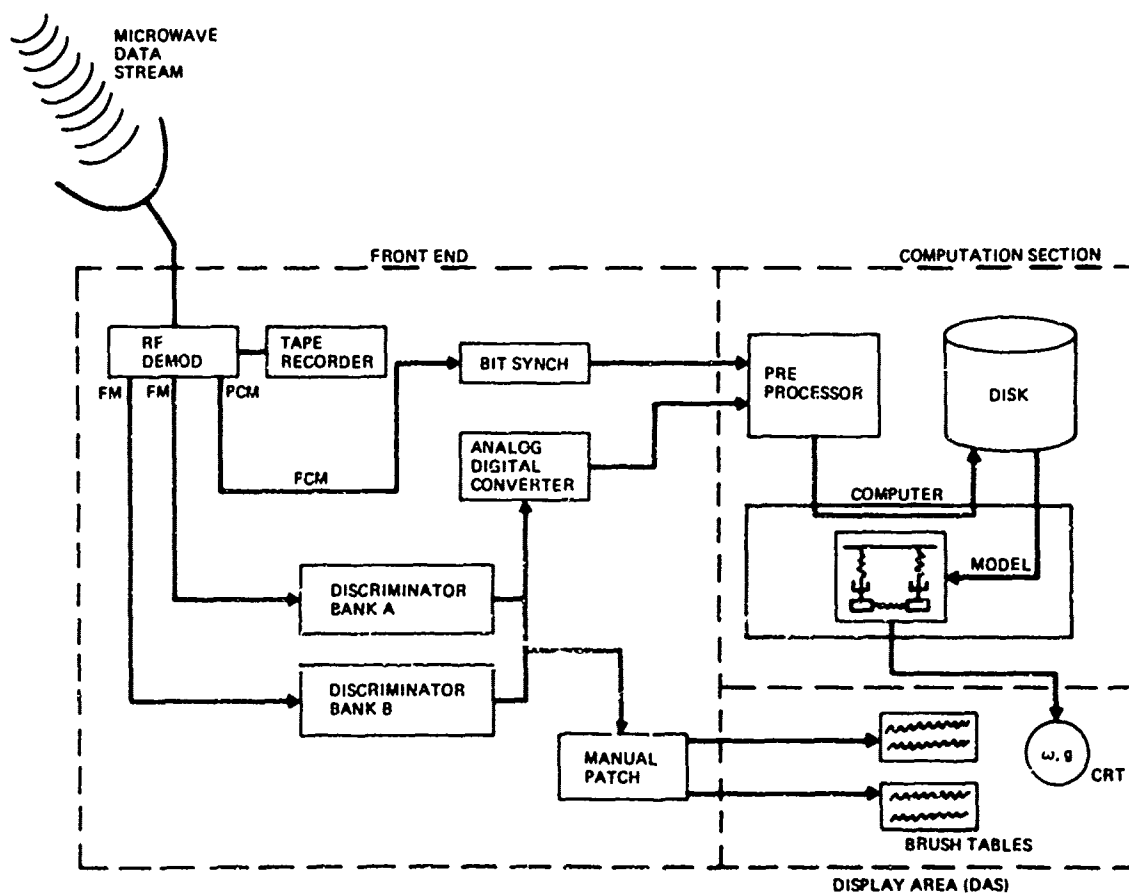 MICROWAVE
DATA
STREAM
FRONT END
COMPUTATION SECTION
RF
DEMOD
TAPE
RECORDER
FM
FM
PCM
BIT SYNCH
PRE
PROCESSOR
DISK
ANALOG
DIGITAL
CONVERTER
PCM
COMPUTER
MODEL
DISCRIMINATOR
BANK A
DISCRIMINATOR
BANK B
MANUAL
PATCH
ω, g
CRT
BRUSH TABLES
DISPLAY AREA (DAS)